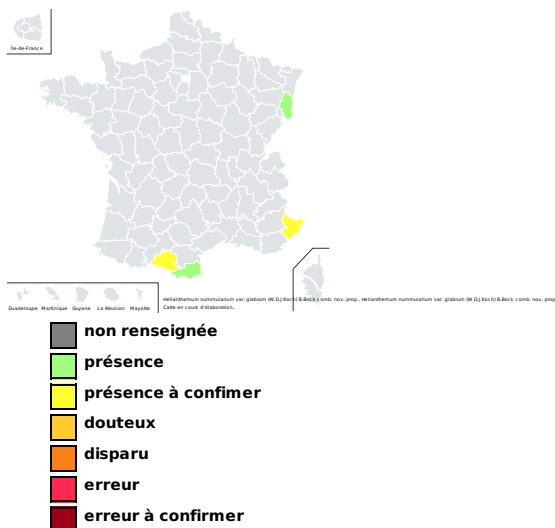 Île-de-France
Guadeloupe Martinique Guyane La Réunion Mayotte
Helianthemum nummularium var. glabrum (W.D.J.Koch) B.Bock comb. nov. prop., Helianthemum nummularium var. glabrum (W.D.J.Koch) B.Bock comb. nov. prop
Carte en cours d'élaboration.
non renseignée
présence
présence à confimer
douteux
disparu
erreur
erreur à confirmer